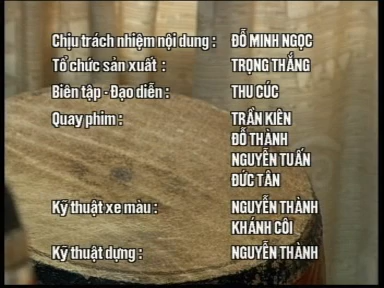 Chịu trách nhiệm nội dung : ĐỖ MINH NGỌC
Tổ chức sản xuất : TRỌNG THẮNG
Biên tập - Đạo diễn : THU CÚC
Quay phim : TRẦN KIÊN
ĐỖ THÀNH
NGUYỄN TUẤN
ĐỨC TÂN
Kỹ thuật xe màu : NGUYỄN THÀNH
KHÁNH CÔI
Kỹ thuật dựng : NGUYỄN THÀNH